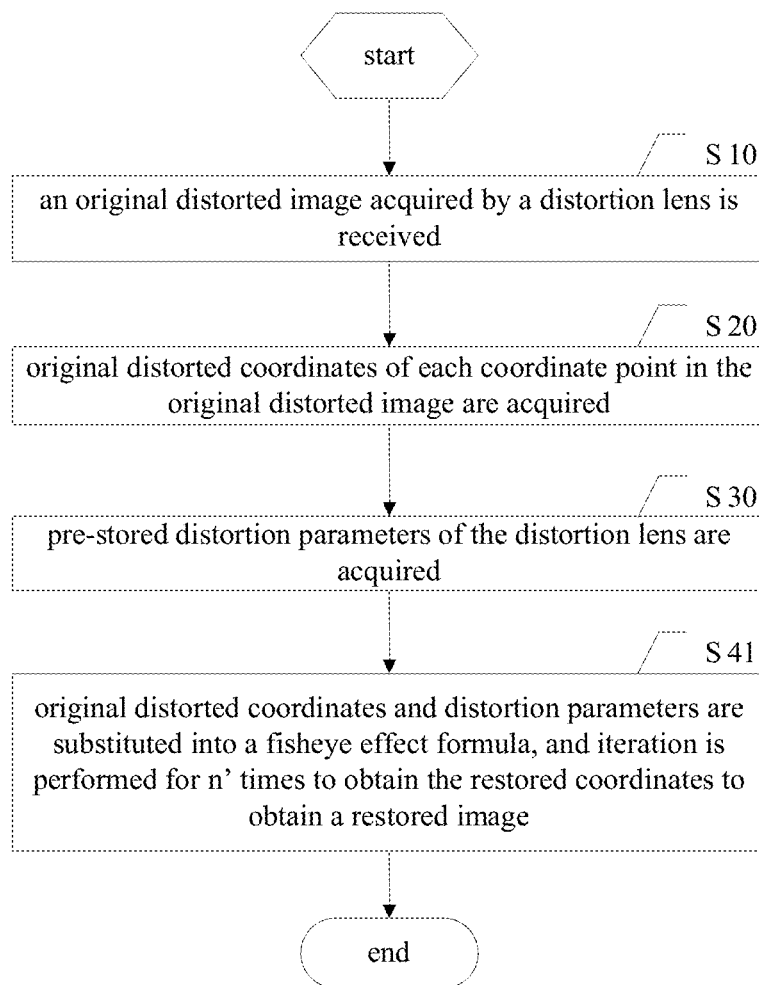 start
S 10
an original distorted image acquired by a distortion lens is
received
S 20
original distorted coordinates of each coordinate point in the
original distorted image are acquired
S 30
pre-stored distortion parameters of the distortion lens are
acquired
S 41
original distorted coordinates and distortion parameters are
substituted into a fisheye effect formula, and iteration is
performed for n’ times to obtain the restored coordinates to
obtain a restored image
end